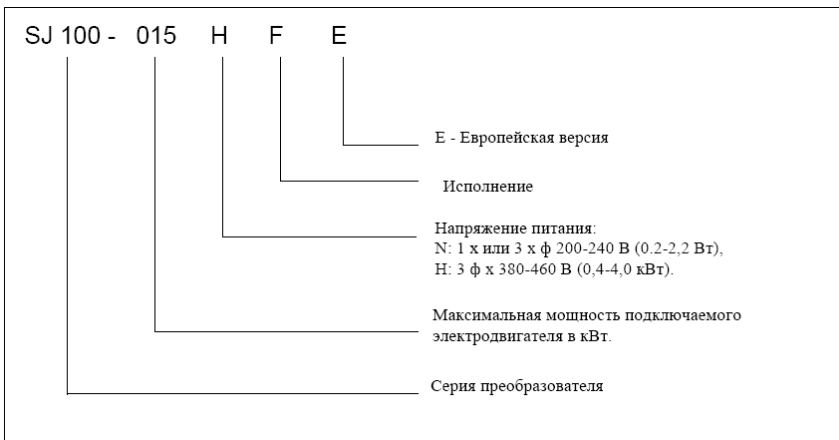 SJ 100 - 015 H F E
Е - Европейская версия
Исполнение
Напряжение питания:
N: 1 х или 3 х ф 200-240 В (0.2-2,2 Вт),
H: 3 ф х 380-460 В (0,4-4,0 кВт).
Максимальная мощность подключаемого
электродвигателя в кВт.
Серия преобразователя